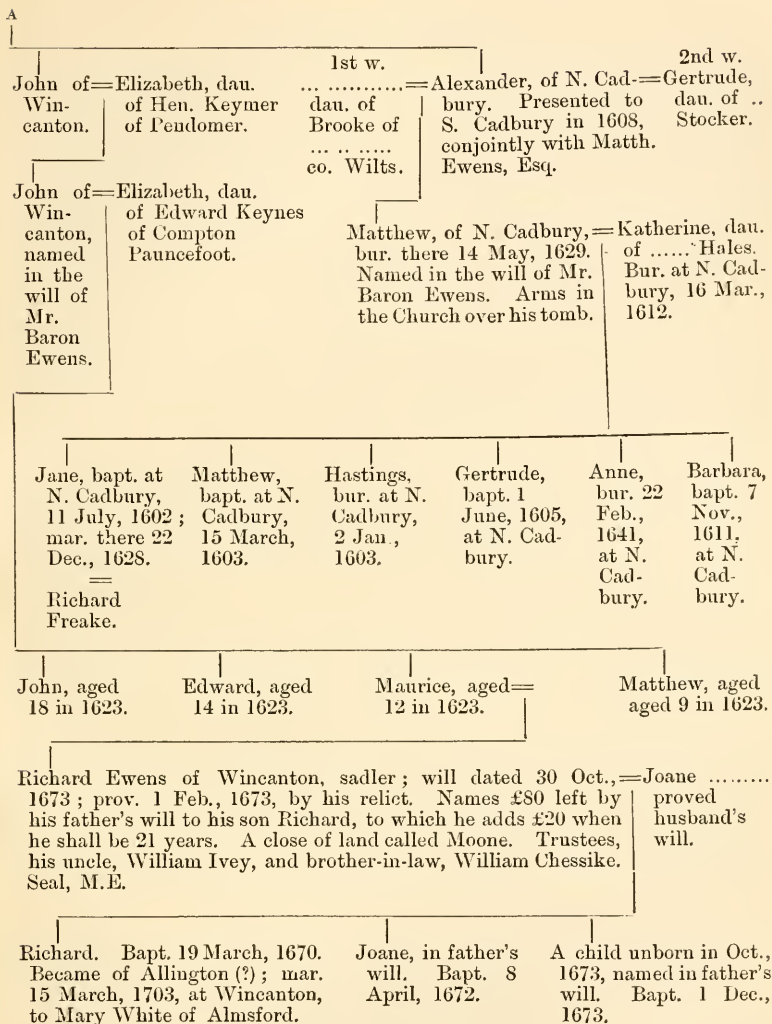 A
1st w.
2nd w.
John of=Elizabeth, dau.
Win-
canton.
of Hen. Keymer
of Pendomer.
... ...........=Alexander, of N. Cad-=Gertrude,
dau. of
Brooke of
... .. .....
co. Wilts.
bury. Presented to
S. Cadbury in 1608,
conjointly with Matth.
Ewens, Esq.
dau. of ..
Stocker.
John of=Elizabeth, dau.
Win-
canton,
named
in the
will of
Mr.
Baron
Ewens.
of Edward Keynes
of Compton
Pauncefoot.
Matthew, of N. Cadbury,=Katherine, dau.
bur. there 14 May, 1629.
Named in the will of Mr.
Baron Ewens. Arms in
the Church over his tomb.
of ...... Hales.
Bur. at N. Cad-
bury, 16 Mar.,
1612.
Jane, bapt. at
N. Cadbury,
11 July, 1602;
mar. there 22
Dec., 1628.
=
Richard
Freake.
Matthew,
bapt. at N.
Cadbury,
15 March,
1603.
Hastings,
bur. at N.
Cadbury,
2 Jan.,
1603.
Gertrude,
bapt. 1
June, 1605,
at N. Cad-
bury.
Anne,
bur. 22
Feb.,
1641,
at N.
Cad-
bury.
Barbara,
bapt. 7
Nov.,
1611,
at N.
Cad-
bury.
John, aged
18 in 1623.
Edward, aged
14 in 1623.
Maurice, aged=
12 in 1623.
Matthew, aged
aged 9 in 1623.
Richard Ewens of Wincanton, sadler; will dated 30 Oct.,=Joane .........
1673; prov. 1 Feb., 1673, by his relict. Names £80 left by
his father's will to his son Richard, to which he adds £20 when
he shall be 21 years. A close of land called Moone. Trustees,
his uncle, William Ivey, and brother-in-law, William Chessike.
Seal, M.E.
proved
husband's
will.
Richard. Bapt. 19 March, 1670.
Became of Allington (?); mar.
15 March, 1703, at Wincanton,
to Mary White of Almsford.
Joane, in father's
will. Bapt. 8
April, 1672.
A child unborn in Oct.,
1673, named in father's
will. Bapt. 1 Dec.,
1673.